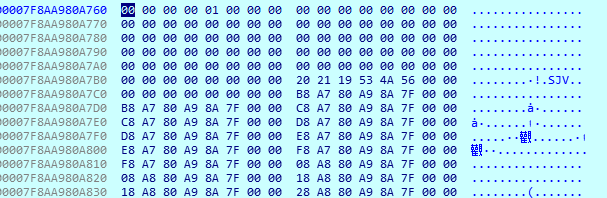 00007F8AA980A760 00 00 00 00 01 00 00 00 00 00 00 00 00 00 00 00 ................
00007F8AA980A770 00 00 00 00 00 00 00 00 00 00 00 00 00 00 00 00 ................
00007F8AA980A780 00 00 00 00 00 00 00 00 00 00 00 00 00 00 00 00 ................
00007F8AA980A790 00 00 00 00 00 00 00 00 00 00 00 00 00 00 00 00 ................
00007F8AA980A7A0 00 00 00 00 00 00 00 00 00 00 00 00 00 00 00 00 ................
00007F8AA980A7B0 00 00 00 00 00 00 00 00 20 21 19 53 4A 56 00 00 ........·!.SJV..
00007F8AA980A7C0 00 00 00 00 00 00 00 00 B8 A7 80 A9 8A 7F 00 00
00007F8AA980A7D0 B8 A7 80 A9 8A 7F 00 00 C8 A7 80 A9 8A 7F 00 00
00007F8AA980A7E0 C8 A7 80 A9 8A 7F 00 00 D8 A7 80 A9 8A 7F 00 00
00007F8AA980A7F0 D8 A7 80 A9 8A 7F 00 00 E8 A7 80 A9 8A 7F 00 00
00007F8AA980A800 E8 A7 80 A9 8A 7F 00 00 F8 A7 80 A9 8A 7F 00 00
00007F8AA980A810 F8 A7 80 A9 8A 7F 00 00 08 A8 80 A9 8A 7F 00 00 ................
00007F8AA980A820 08 A8 80 A9 8A 7F 00 00 18 A8 80 A9 8A 7F 00 00 ................
00007F8AA980A830 18 A8 80 A9 8A 7F 00 00 28 A8 80 A9 8A 7F 00 00 ........(.......